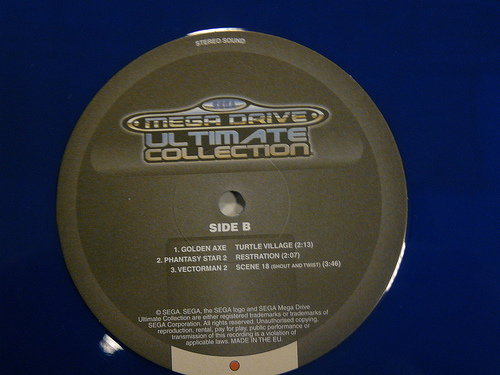 STEREO SOUND
SEGA
MEGA DRIVE
ULTIMATE
COLLECTION
SIDE B
1. GOLDEN AXE TURTLE VILLAGE (2:13)
2. PHANTASY STAR 2 RESTRATION (2:07)
3. VECTORMAN 2 SCENE 18 (SHOUT AND TWIST) (3:46)
© SEGA. SEGA, the SEGA logo and SEGA Mega Drive
Ultimate Collection are either registered trademarks or trademarks of
SEGA Corporation. All rights reserved. Unauthorised copying,
reproduction, rental, pay for play, public performance or
transmission of this recording is a violation of
applicable laws. MADE IN THE EU.